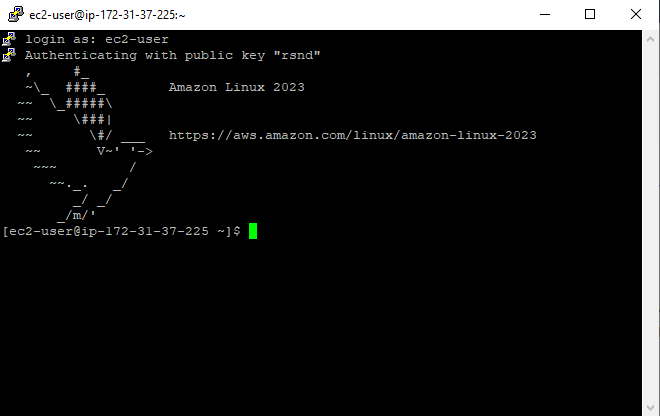 ec2-user@ip-172-31-37-225:~
login as: ec2-user
Authenticating with public key "rsnd"
   ,     #_
   ~\_  ####_        Amazon Linux 2023
  ~~  \_#####\
  ~~     \###|
  ~~       \#/ ___   https://aws.amazon.com/linux/amazon-linux-2023
   ~~       V~' '->
    ~~~         /
      ~~._.   _/
         _/ _/
       _/m/'
[ec2-user@ip-172-31-37-225 ~]$